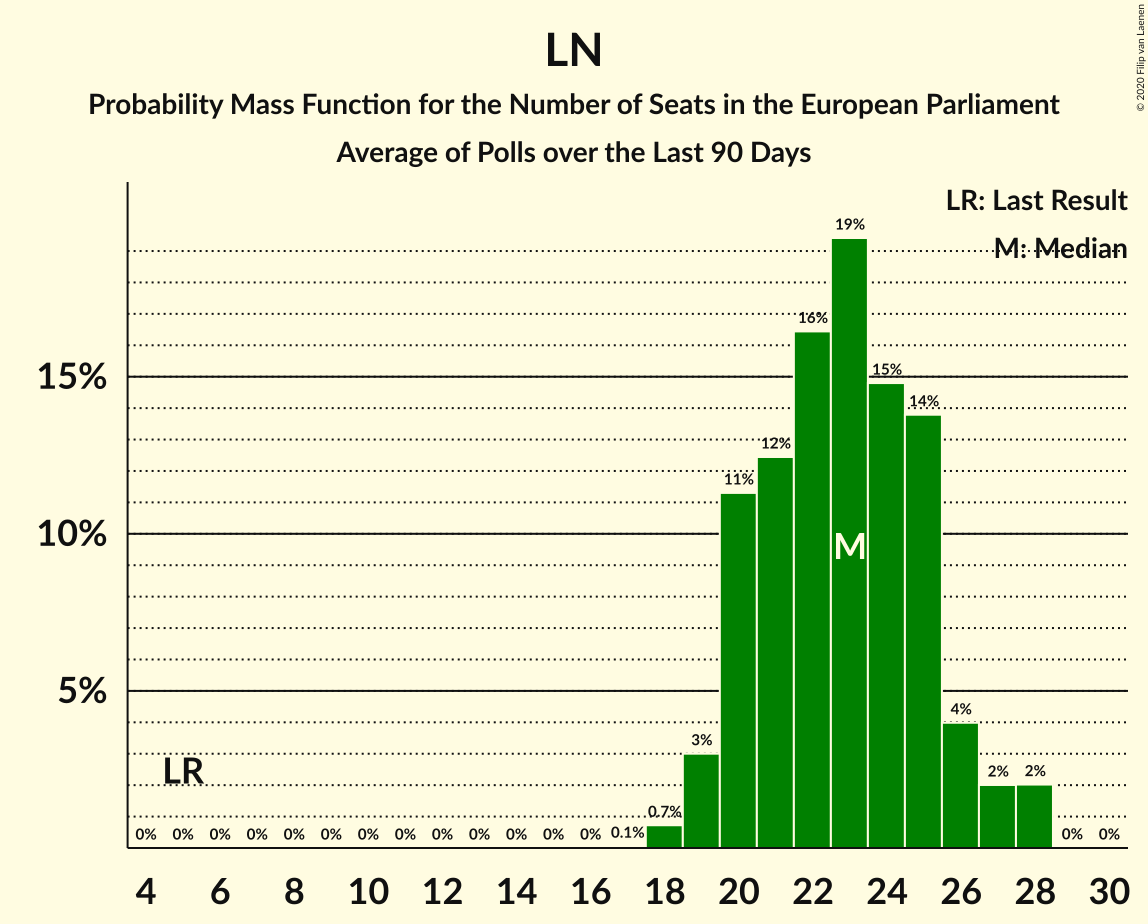 LN
Probability Mass Function for the Number of Seats in the European Parliament
Average of Polls over the Last 90 Days
© 2020 Filip van Laenen
LR: Last Result
M: Median
15%
10%
5%
LR
M
0% 0% 0% 0% 0% 0% 0% 0% 0% 0% 0% 0% 0% 0.1% 0.7% 3% 11% 12% 16% 19% 15% 14% 4% 2% 2% 0% 0%
4 6 8 10 12 14 16 18 20 22 24 26 28 30